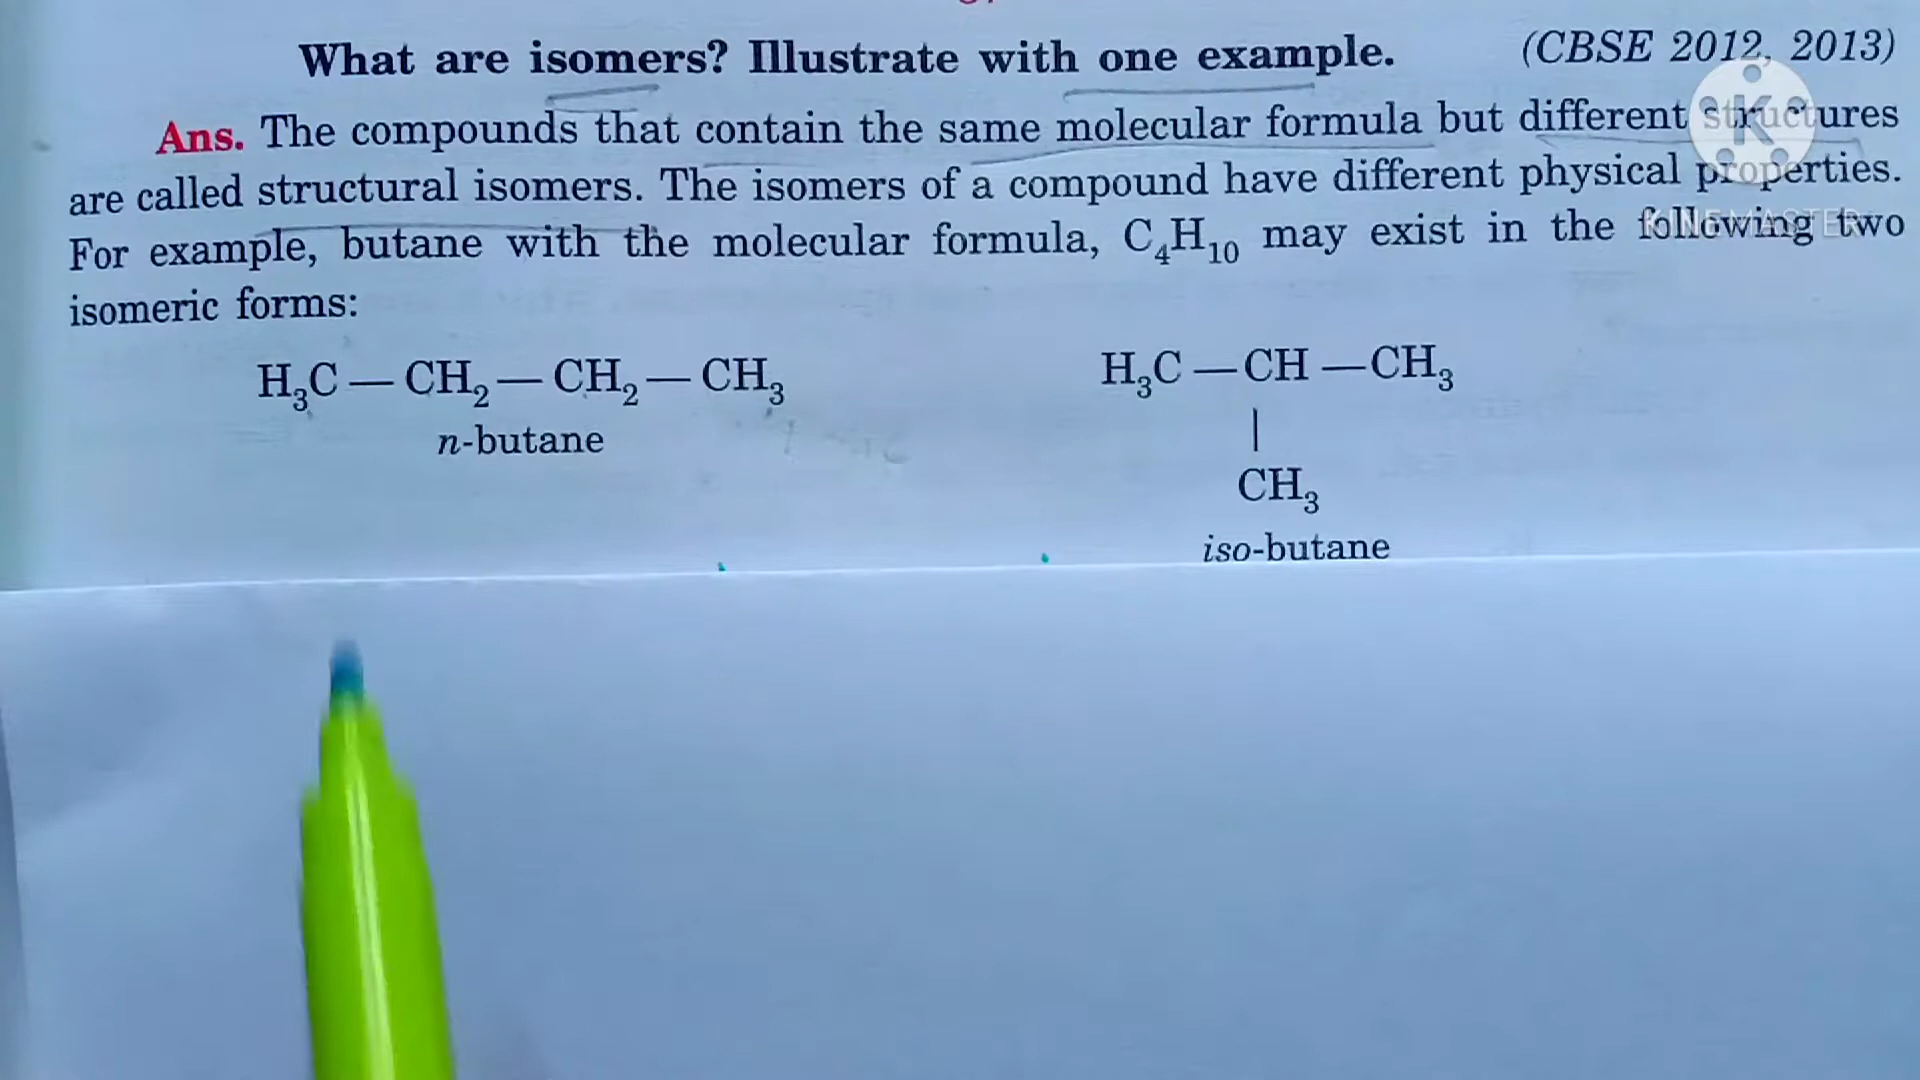 What are isomers? Illustrate with one example. (CBSE 2012, 2013)
Ans. The compounds that contain the same molecular formula but different structures
are called structural isomers. The isomers of a compound have different physical properties.
For example, butane with the molecular formula, C₄H₁₀ may exist in the following two
isomeric forms:
H₃C — CH₂ — CH₂ — CH₃
n-butane
H₃C — CH — CH₃
|
CH₃
iso-butane
K
KINEMASTER